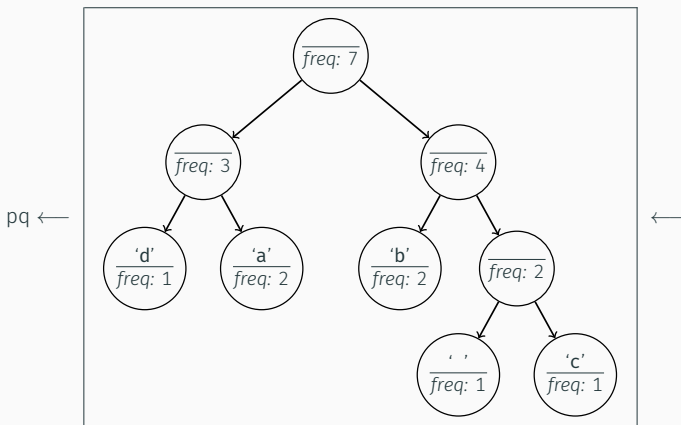 freq: 7
freq: 3
freq: 4
pq
‘d’
freq: 1
‘a’
freq: 2
‘b’
freq: 2
freq: 2
‘ ’
freq: 1
‘c’
freq: 1